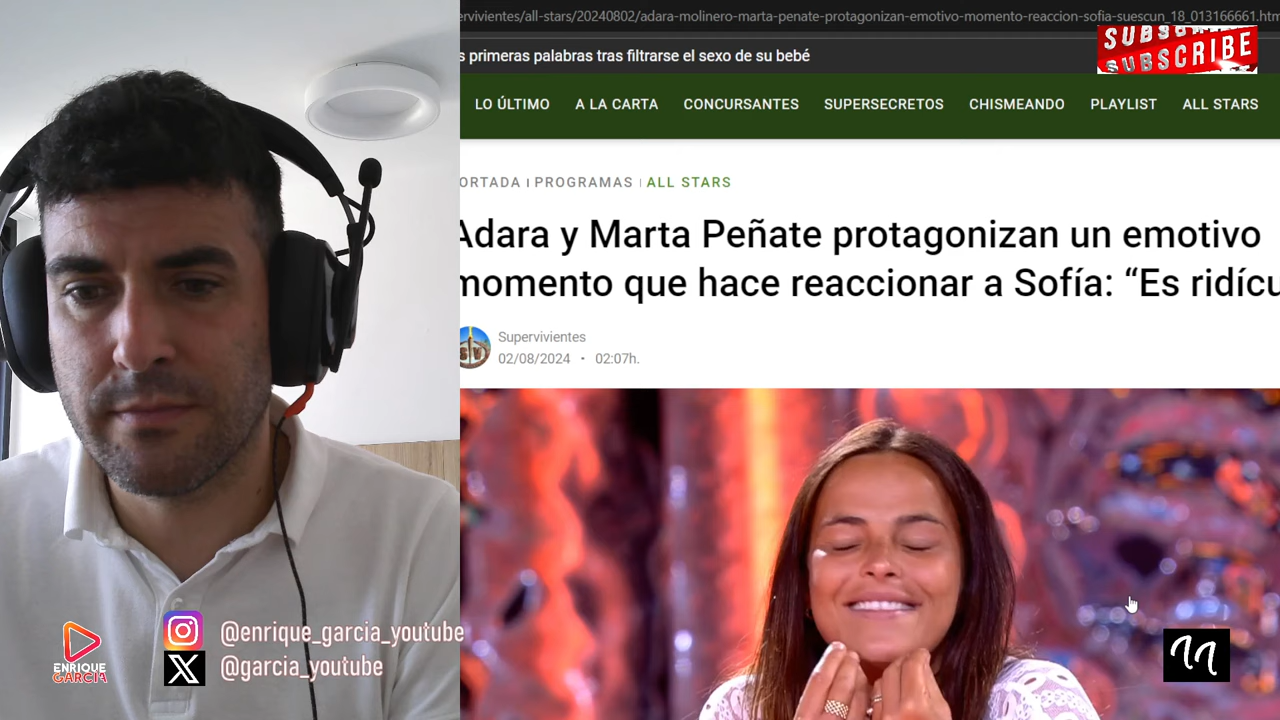 rvivientes/all-stars/20240802/adara-molinero-marta-penate-protagonizan-emotivo-momento-reaccion-sofia-suescun_18_013166661.htm
s primeras palabras tras filtrarse el sexo de su bebé
SUBSCRIBE
SUBSCRIBE
LO ÚLTIMO A LA CARTA CONCURSANTES SUPERSECRETOS CHISMEANDO PLAYLIST ALL STARS
ORTADA PROGRAMAS ALL STARS
Adara y Marta Peñate protagonizan un emotivo
momento que hace reaccionar a Sofía: “Es ridícu
Supervivientes
02/08/2024 • 02:07h.
SV
@enrique_garcia_youtube
@garcia_youtube
ENRIQUE
GARCIA